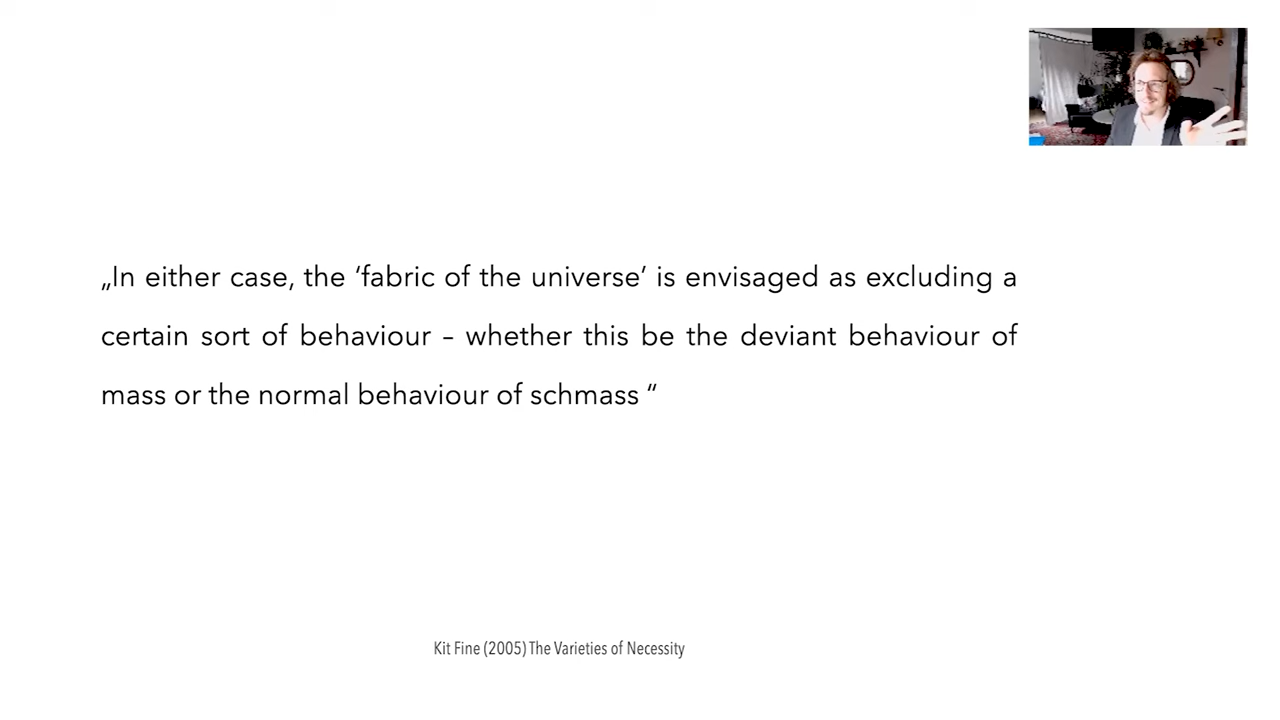 „In either case, the ‘fabric of the universe’ is envisaged as excluding a
certain sort of behaviour – whether this be the deviant behaviour of
mass or the normal behaviour of schmass “
Kit Fine (2005) The Varieties of Necessity